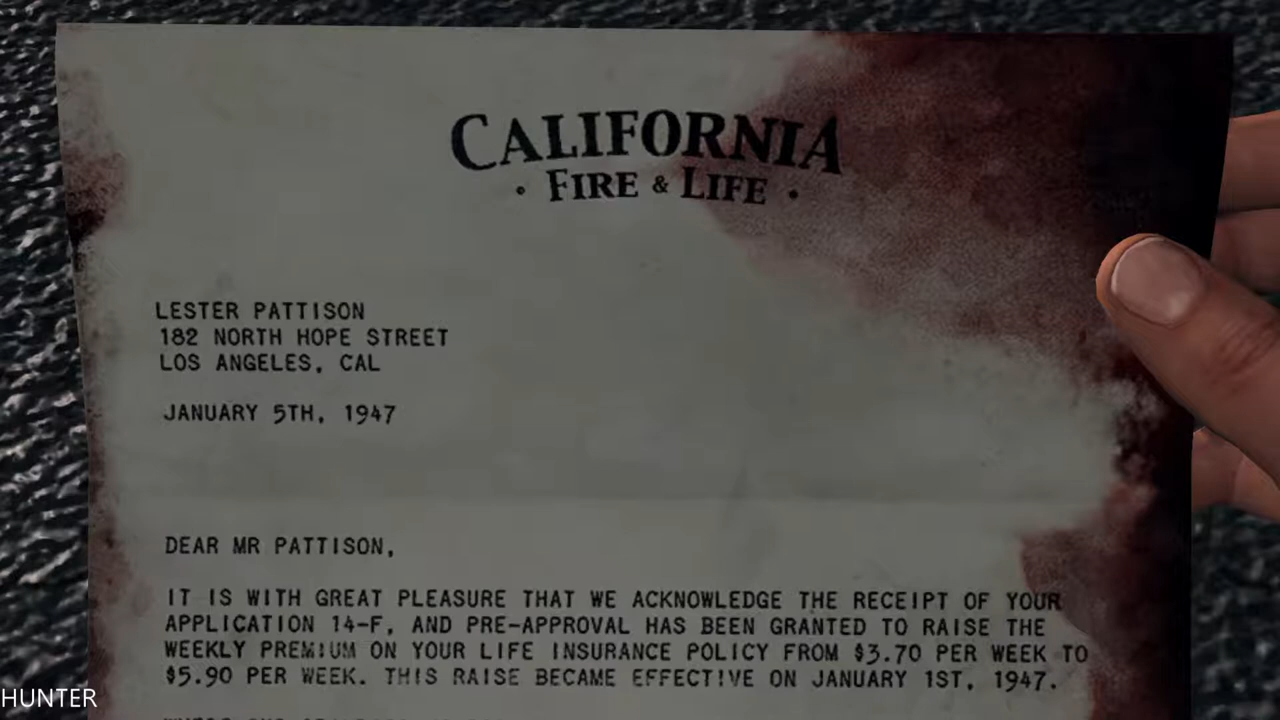 CALIFORNIA
• FIRE & LIFE •
LESTER PATTISON
182 NORTH HOPE STREET
LOS ANGELES, CAL
JANUARY 5TH, 1947
DEAR MR PATTISON,
IT IS WITH GREAT PLEASURE THAT WE ACKNOWLEDGE THE RECEIPT OF YOUR
APPLICATION 14-F, AND PRE-APPROVAL HAS BEEN GRANTED TO RAISE THE
WEEKLY PREMIUM ON YOUR LIFE INSURANCE POLICY FROM $3.70 PER WEEK TO
$5.90 PER WEEK. THIS RAISE BECAME EFFECTIVE ON JANUARY 1ST, 1947.
HUNTER